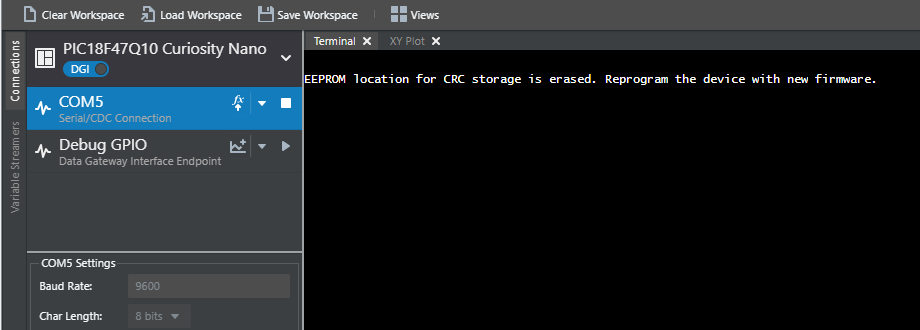 Clear Workspace Load Workspace Save Workspace Views
Connections
Variable Streamers
PIC18F47Q10 Curiosity Nano
DGI
COM5
fx
Serial/CDC Connection
Debug GPIO
Data Gateway Interface Endpoint
COM5 Settings
Baud Rate: 9600
Char Length: 8 bits
Terminal XY Plot
EEPROM location for CRC storage is erased. Reprogram the device with new firmware.